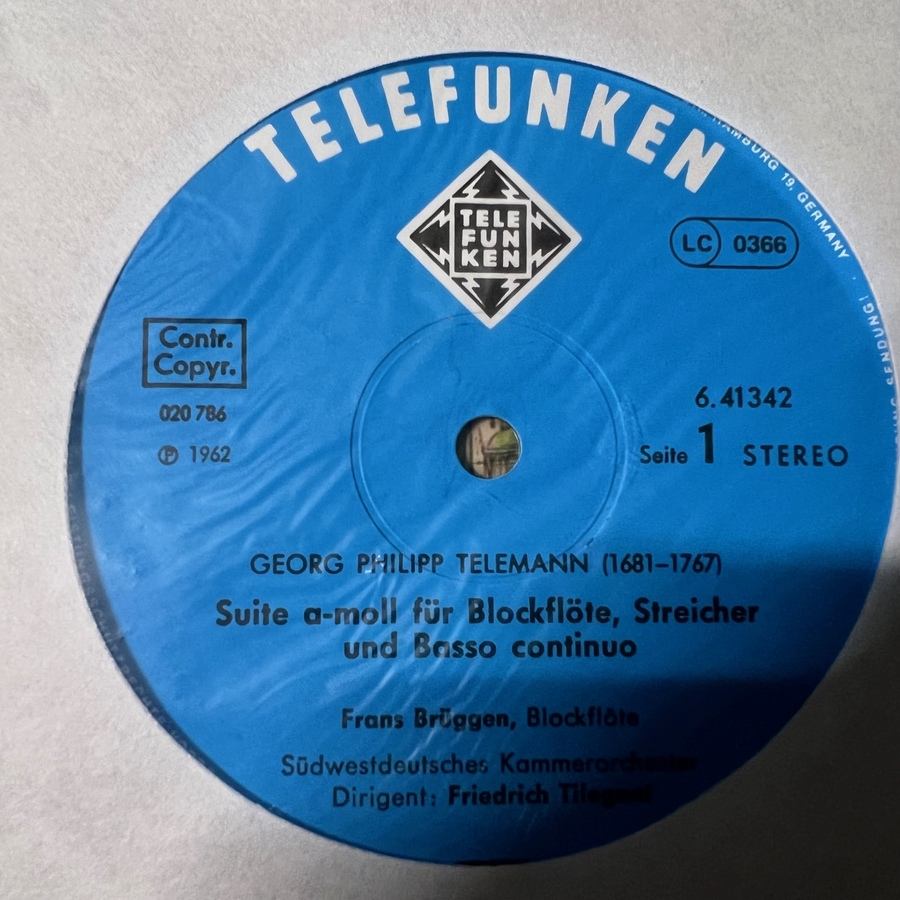 TELEFUNKEN
TELE
FUN
KEN
HAMBURG 19, GERMANY ·
SENDUNG!
LC 0366
Contr.
Copyr.
020 786
℗ 1962
6.41342
Seite 1 STEREO
GEORG PHILIPP TELEMANN (1681–1767)
Suite a-moll für Blockflöte, Streicher
und Basso continuo
Frans Brüggen, Blockflöte
Südwestdeutsches Kammerorchester
Dirigent: Friedrich